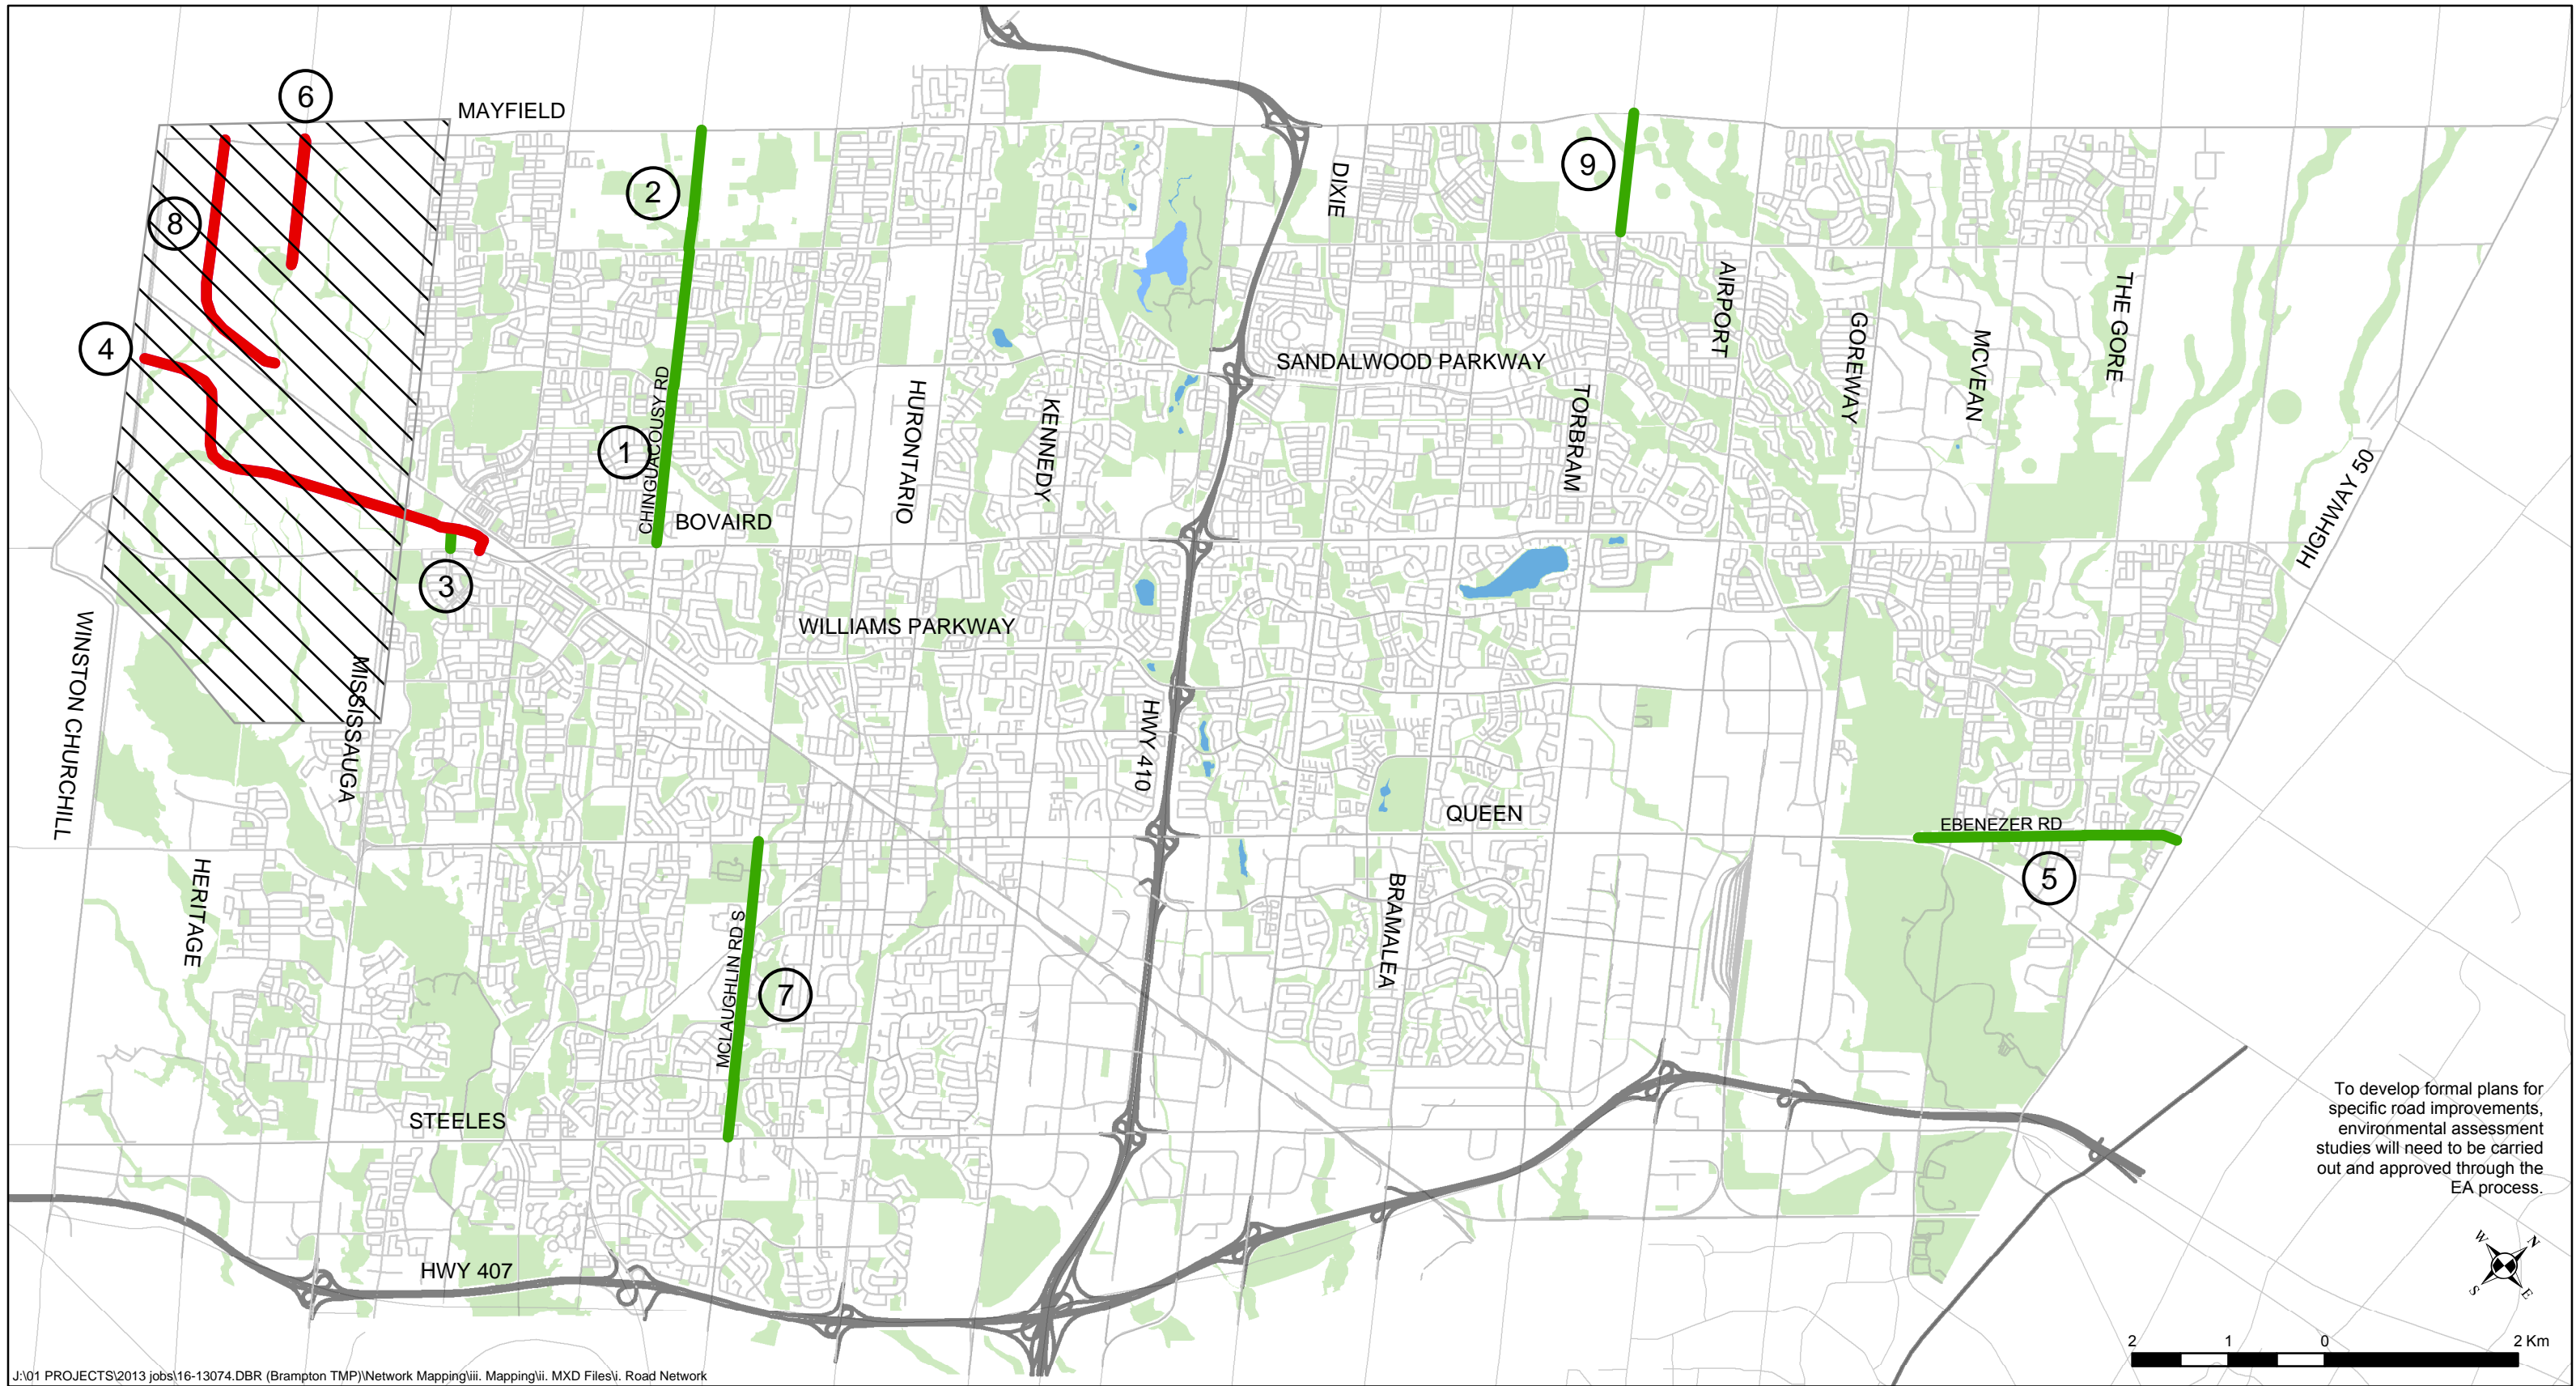 6
MAYFIELD
2
9
DIXIE
8
4
SANDALWOOD PARKWAY
AIRPORT
GOREWAY
MCVEAN
THE GORE
CHINGUACOUSY RD
1
HURONTARIO
KENNEDY
TORBRAM
HIGHWAY 50
BOVAIRD
3
WINSTON CHURCHILL
WILLIAMS PARKWAY
MISSISSAUGA
HWY 410
QUEEN
EBENEZER RD
5
HERITAGE
MCLAUGHLIN RD S
7
BRAMALEA
STEELES
To develop formal plans for
specific road improvements,
environmental assessment
studies will need to be carried
out and approved through the
EA process.
HWY 407
W
N
S
E
2 1 0 2 Km
J:\01 PROJECTS\2013 jobs\16-13074.DBR (Brampton TMP)\Network Mapping\iii. Mapping\ii. MXD Files\i. Road Network